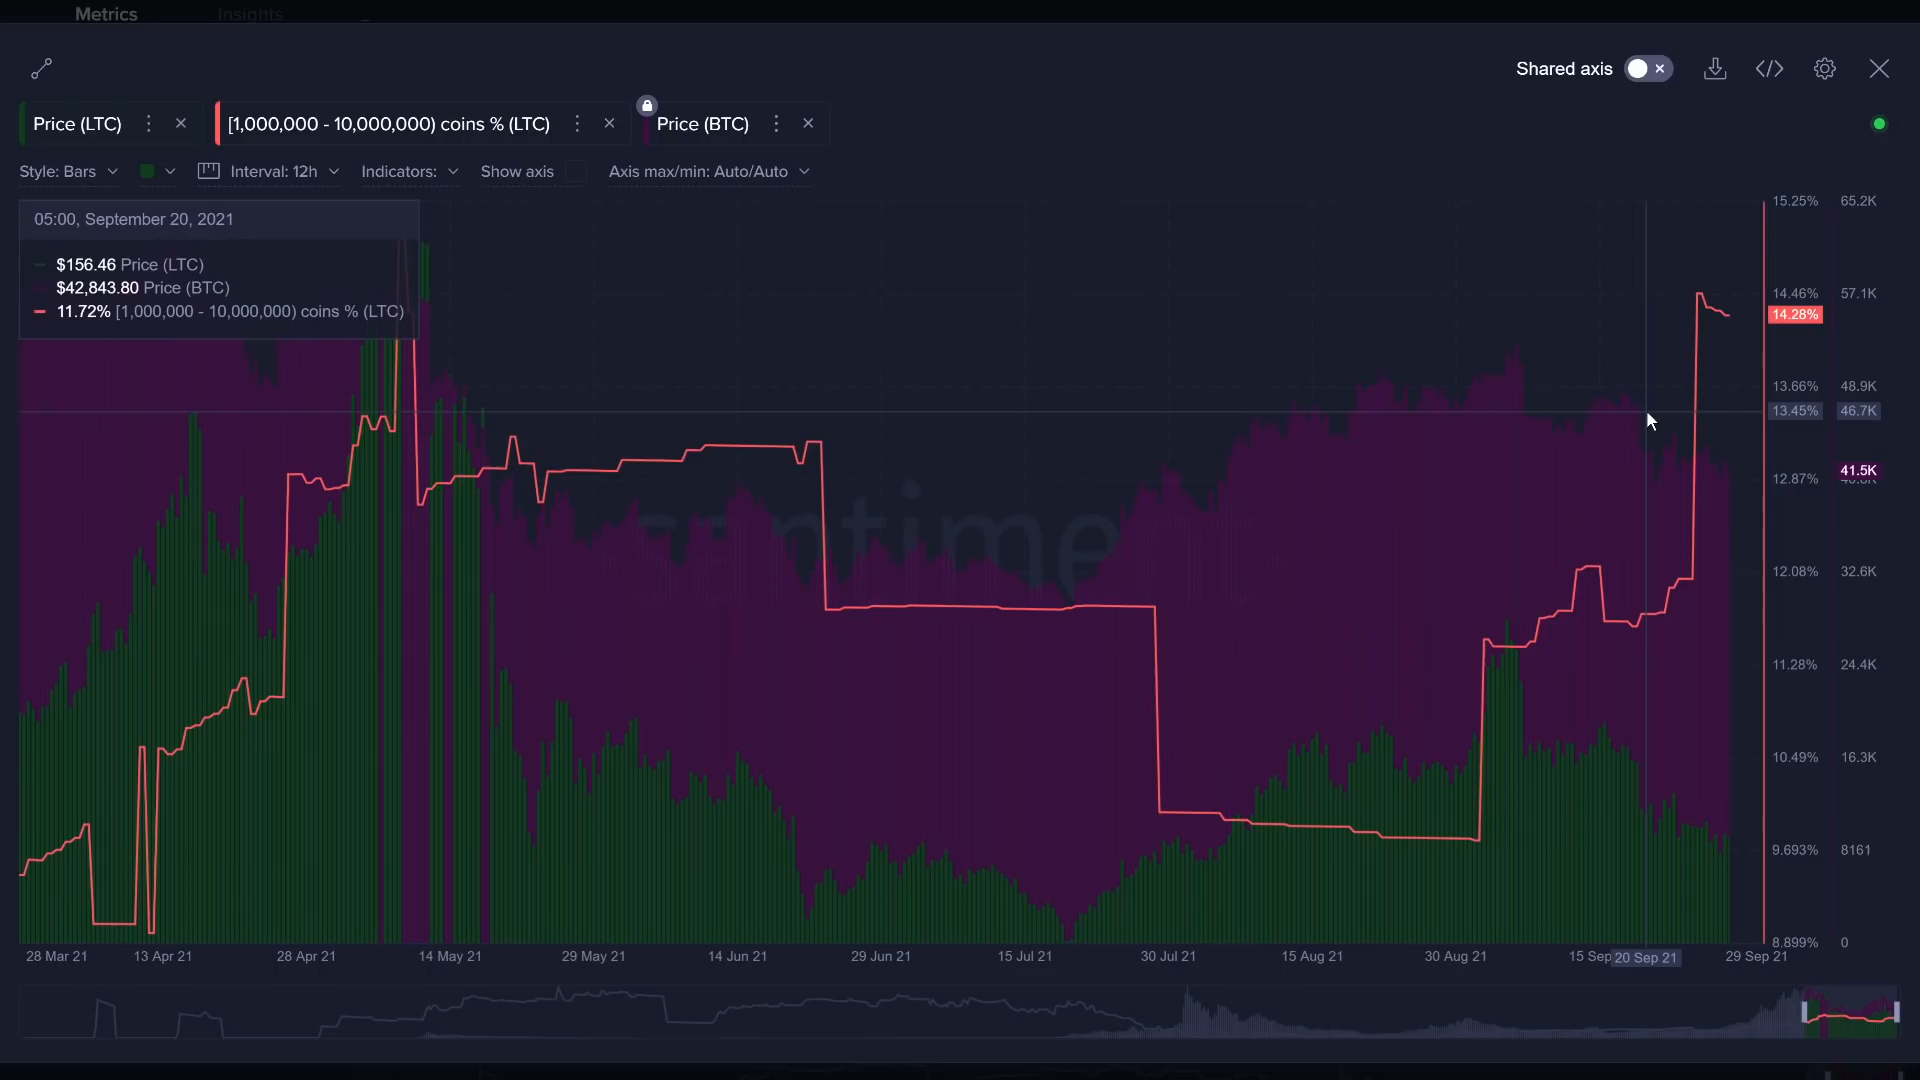 Metrics
Insights
Shared axis
Price (LTC)
[1,000,000 - 10,000,000) coins % (LTC)
Price (BTC)
Style: Bars
Interval: 12h
Indicators:
Show axis
Axis max/min: Auto/Auto
05:00, September 20, 2021
$156.46 Price (LTC)
$42,843.80 Price (BTC)
11.72% [1,000,000 - 10,000,000) coins % (LTC)
santiment
15.25% 65.2K
14.46% 57.1K
14.28%
13.66% 48.9K
13.45% 46.7K
41.5K
12.87%
12.08% 32.6K
11.28% 24.4K
10.49% 16.3K
9.693% 8161
8.899% 0
28 Mar 21 13 Apr 21 28 Apr 21 14 May 21 29 May 21 14 Jun 21 29 Jun 21 15 Jul 21 30 Jul 21 15 Aug 21 30 Aug 21 15 Sep 20 Sep 21 29 Sep 21